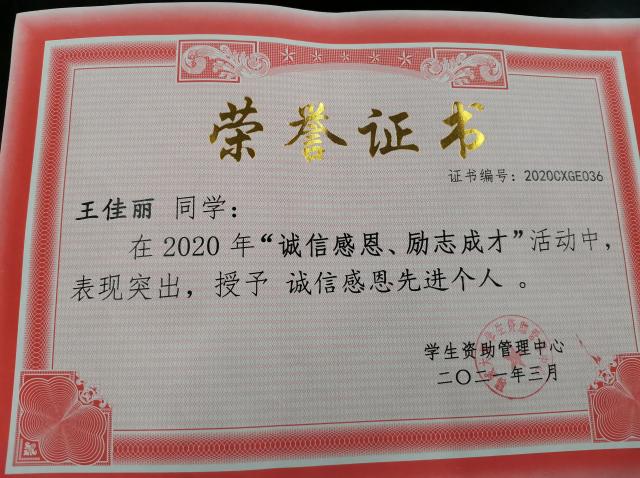 荣誉证书
证书编号：2020CXGE036
王佳丽 同学：
在2020年“诚信感恩、励志成才”活动中，
表现突出，授予 诚信感恩先进个人 。
学生资助管理中心
二〇二一年三月